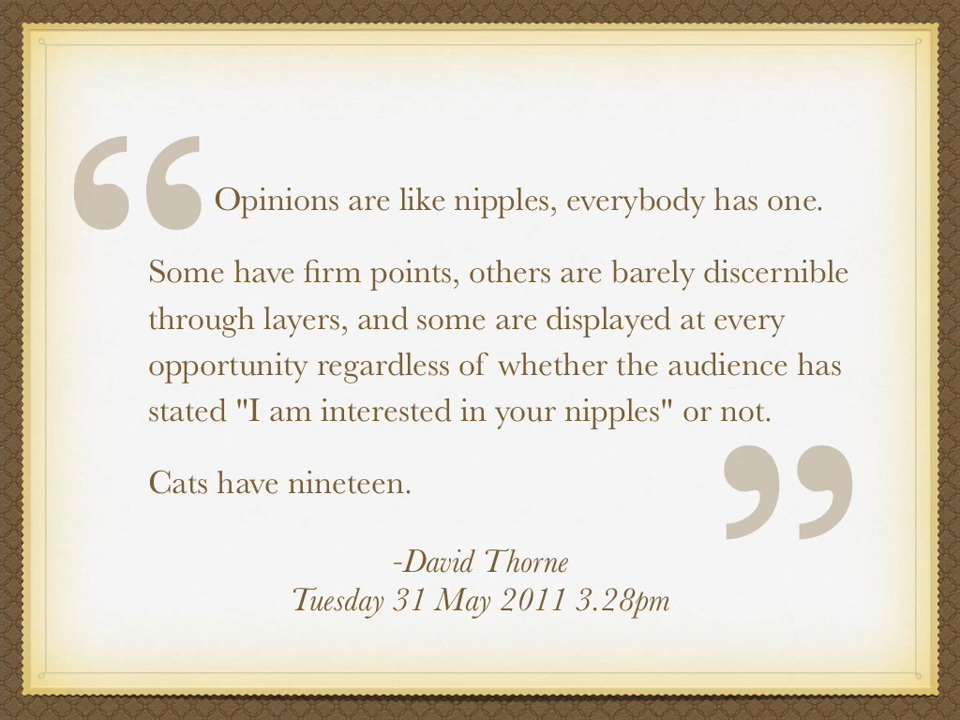 “ Opinions are like nipples, everybody has one.
Some have firm points, others are barely discernible
through layers, and some are displayed at every
opportunity regardless of whether the audience has
stated "I am interested in your nipples" or not.
Cats have nineteen. ”
-David Thorne
Tuesday 31 May 2011 3.28pm